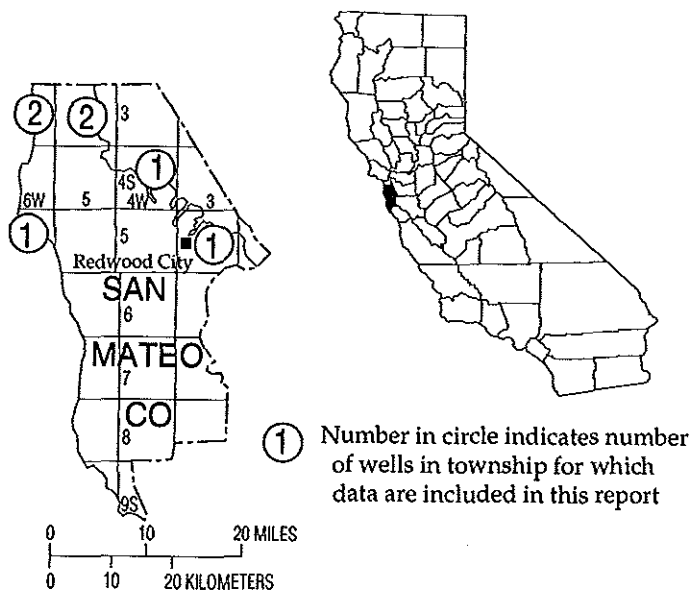 2
2
3
1
4S
6W 5 4W 3
1
5
1
Redwood City
SAN
6
MATEO
7
CO
8
9S
0 10 20 MILES
0 10 20 KILOMETERS
1 Number in circle indicates number
of wells in township for which
data are included in this report